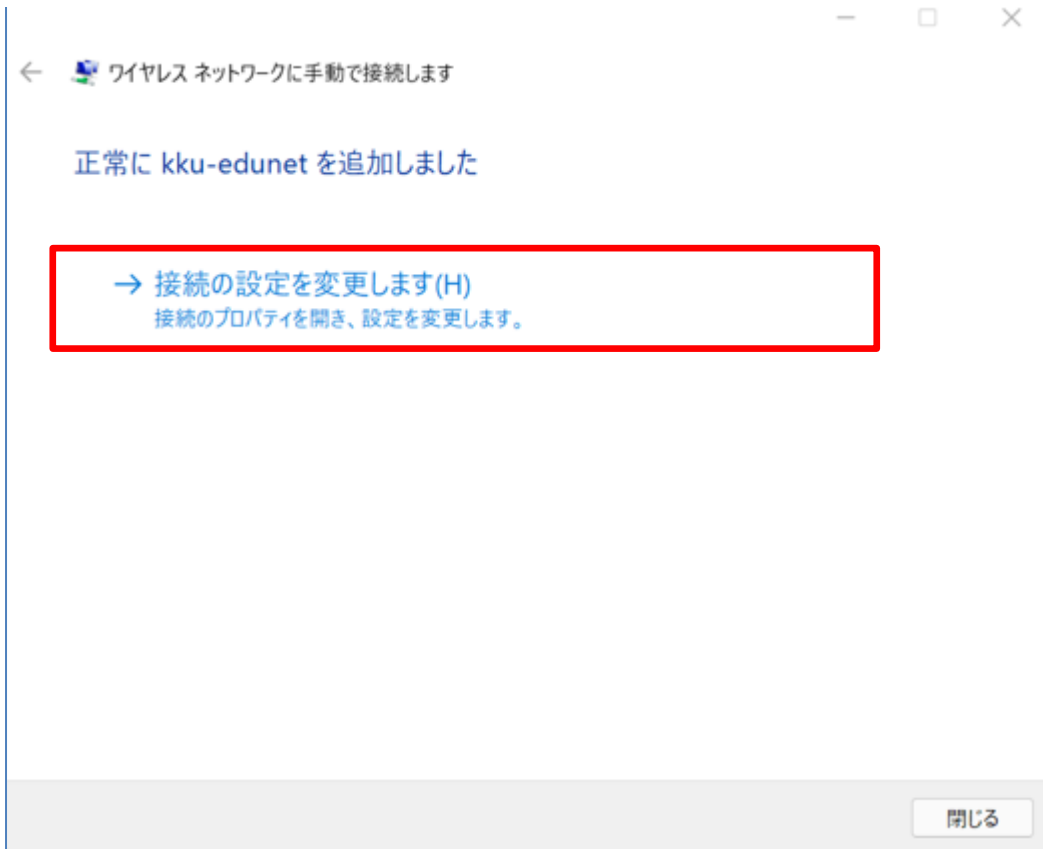 ワイヤレス ネットワークに手動で接続します
正常に kku-edunet を追加しました
→ 接続の設定を変更します(H)
接続のプロパティを開き、設定を変更します。
閉じる